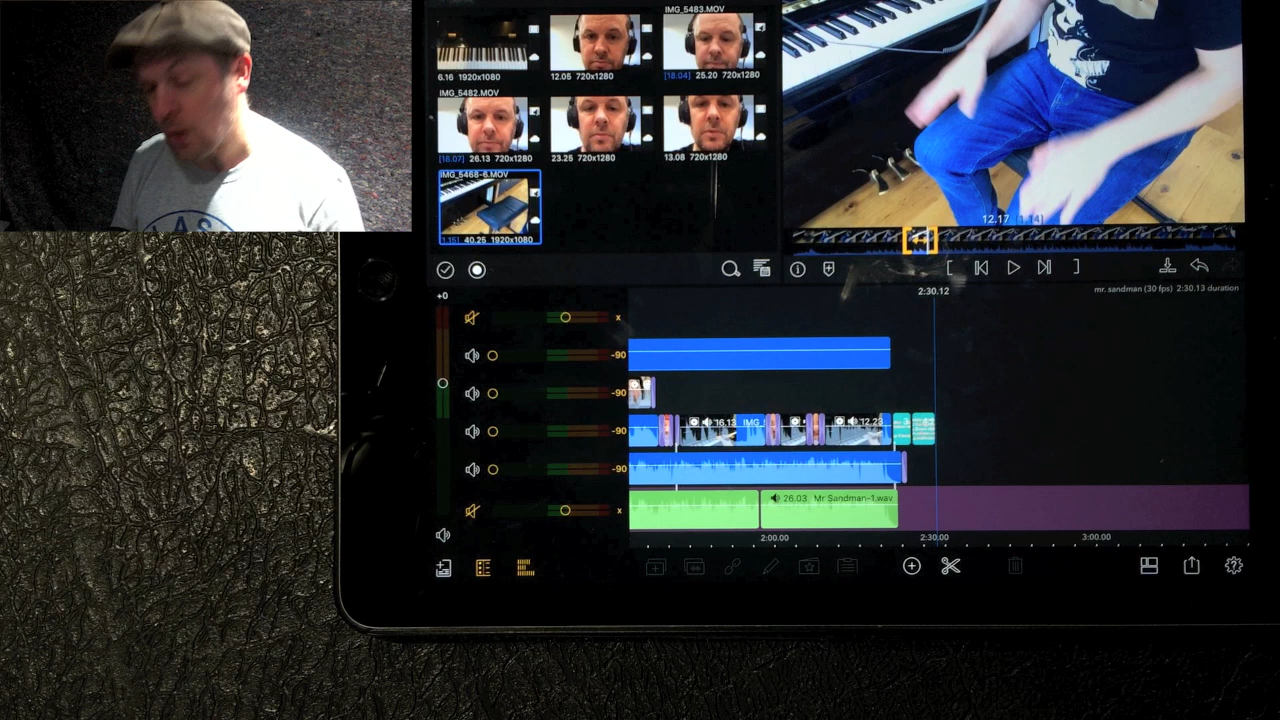 IMG_5483.MOV
6.16 1920x1080
12.05 720x1280
[18.04] 25.20 720x1280
IMG_5482.MOV
[18.07] 26.13 720x1280
23.25 720x1280
13.08 720x1280
IMG_5468-6.MOV
40.25 1920x1080
12.17 [1.14]
+0
2:30.12
mr. sandman (30 fps) 2:30.13 duration
x
-90
-90
16.13 IMG_
12.23
-90
-90
26.03 Mr Sandman-1.wav
x
2:00.00
2:30.00
3:00.00